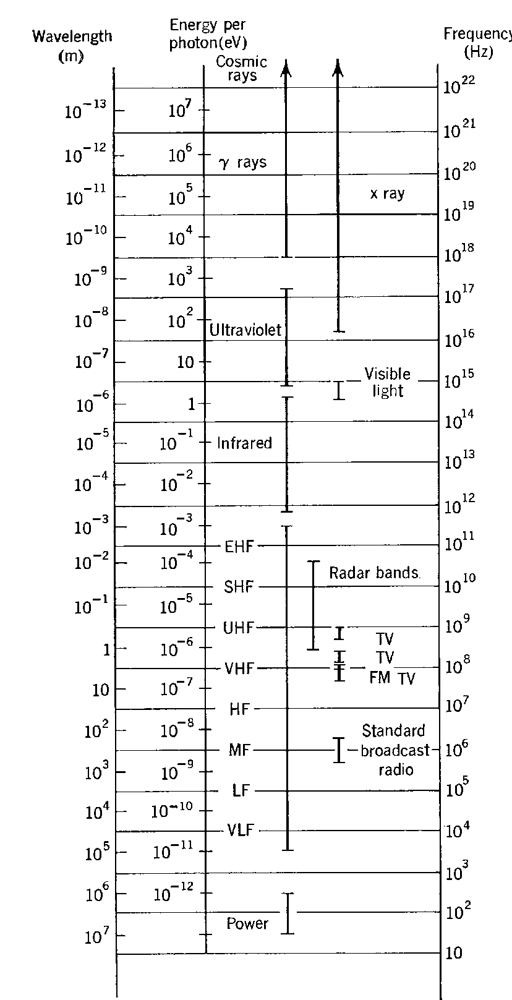 Wavelength
(m)
Energy per
photon(eV)
Frequency
(Hz)
Cosmic
rays
10^22
10^-13 10^7
10^21
10^-12 10^6
γ rays
10^20
10^-11 10^5 x ray
10^19
10^-10 10^4
10^18
10^-9 10^3
10^17
10^-8 10^2
Ultraviolet
10^16
10^-7 10
Visible
light
10^15
10^-6 1
10^14
10^-5 10^-1 Infrared
10^13
10^-4 10^-2
10^12
10^-3 10^-3
EHF 10^11
10^-2 10^-4
Radar bands
SHF 10^10
10^-1 10^-5
UHF 10^9
TV
1 10^-6
TV
VHF 10^8
FM TV
10 10^-7
HF 10^7
10^2 10^-8
Standard
MF broadcast 10^6
radio
10^3 10^-9
LF 10^5
10^4 10^-10
VLF 10^4
10^5 10^-11
10^3
10^6 10^-12
10^2
Power
10^7
10